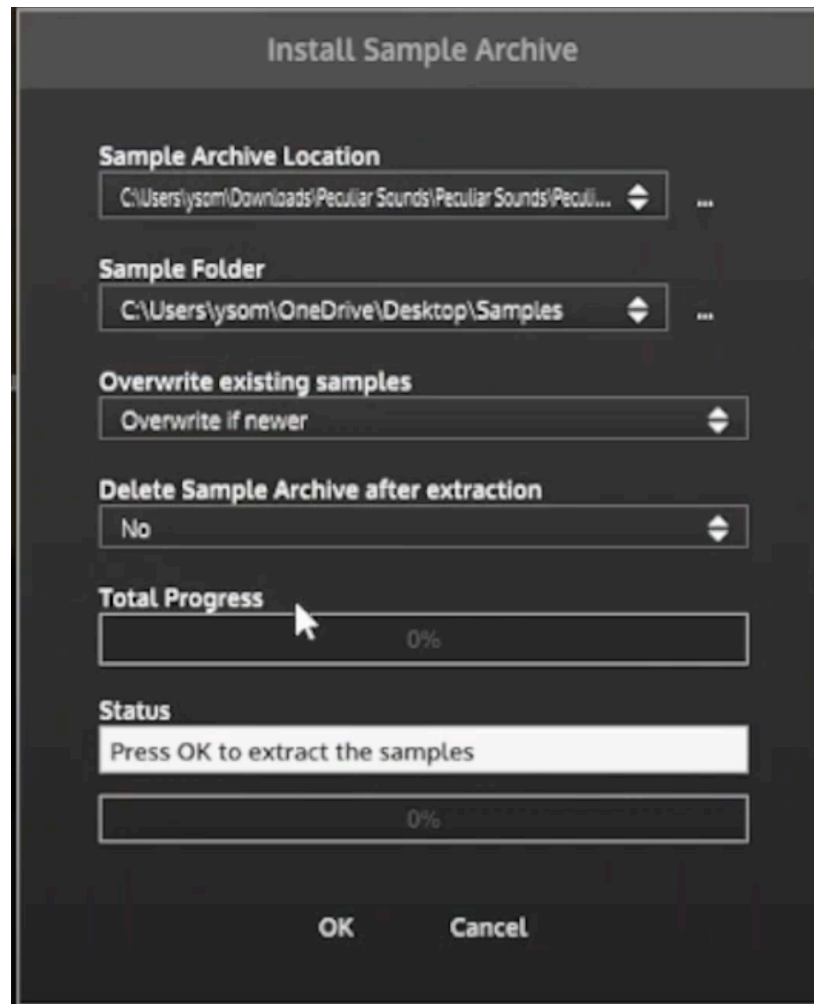 Install Sample Archive
Sample Archive Location
C:\Users\ysom\Downloads\Peculiar Sounds\Peculiar Sounds\Peculi...
...
Sample Folder
C:\Users\ysom\OneDrive\Desktop\Samples
...
Overwrite existing samples
Overwrite if newer
Delete Sample Archive after extraction
No
Total Progress
0%
Status
Press OK to extract the samples
0%
OK Cancel